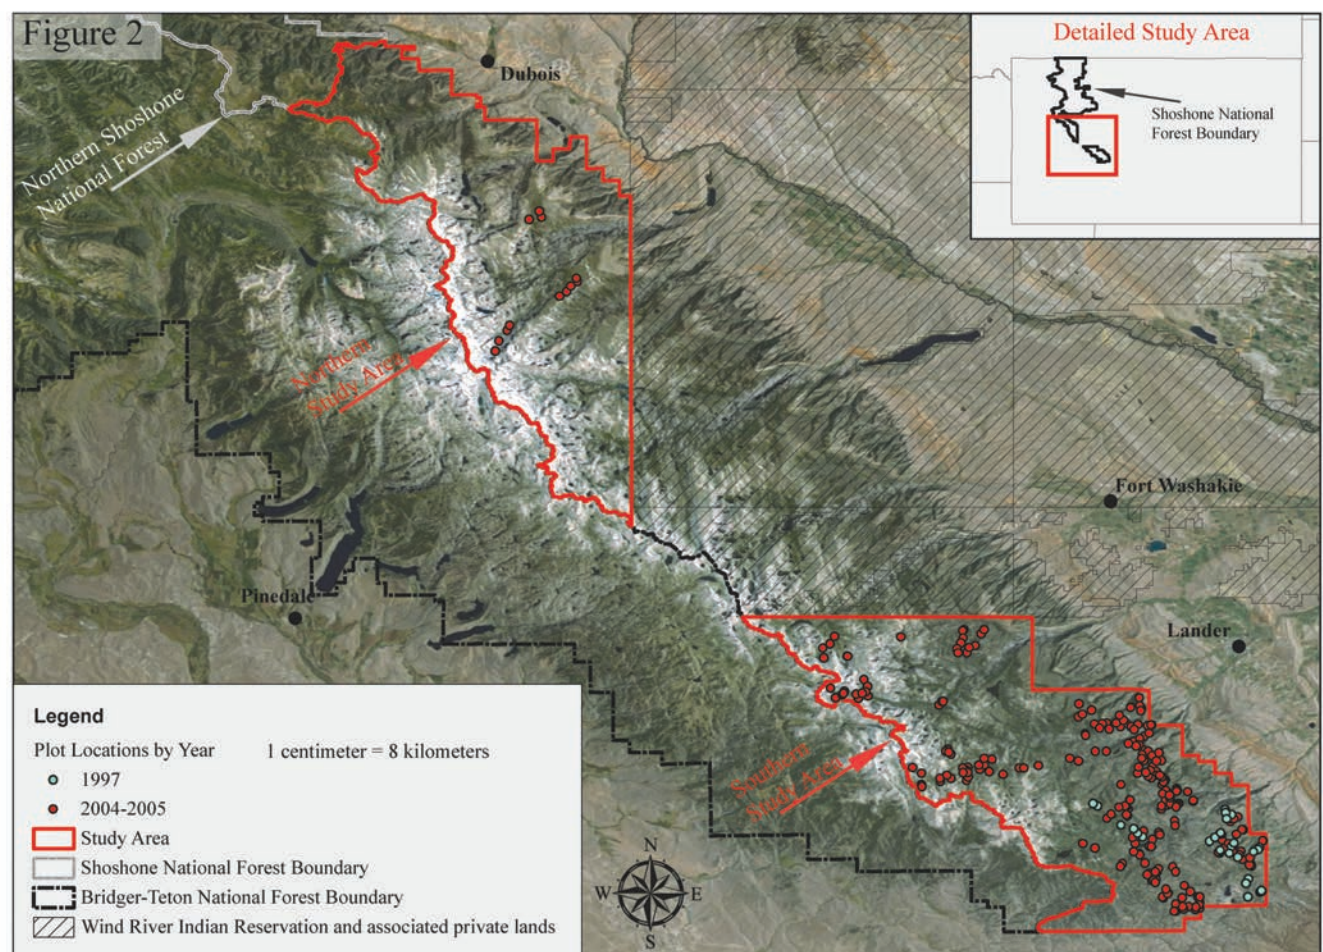 Figure 2
Dubois
Northern Shoshone
National Forest
Detailed Study Area
Shoshone National
Forest Boundary
Northern
Study Area
Fort Washakie
Pinedale
Lander
Southern
Study Area
Legend
Plot Locations by Year
1 centimeter = 8 kilometers
1997
2004-2005
Study Area
Shoshone National Forest Boundary
Bridger-Teton National Forest Boundary
Wind River Indian Reservation and associated private lands
N
W
E
S